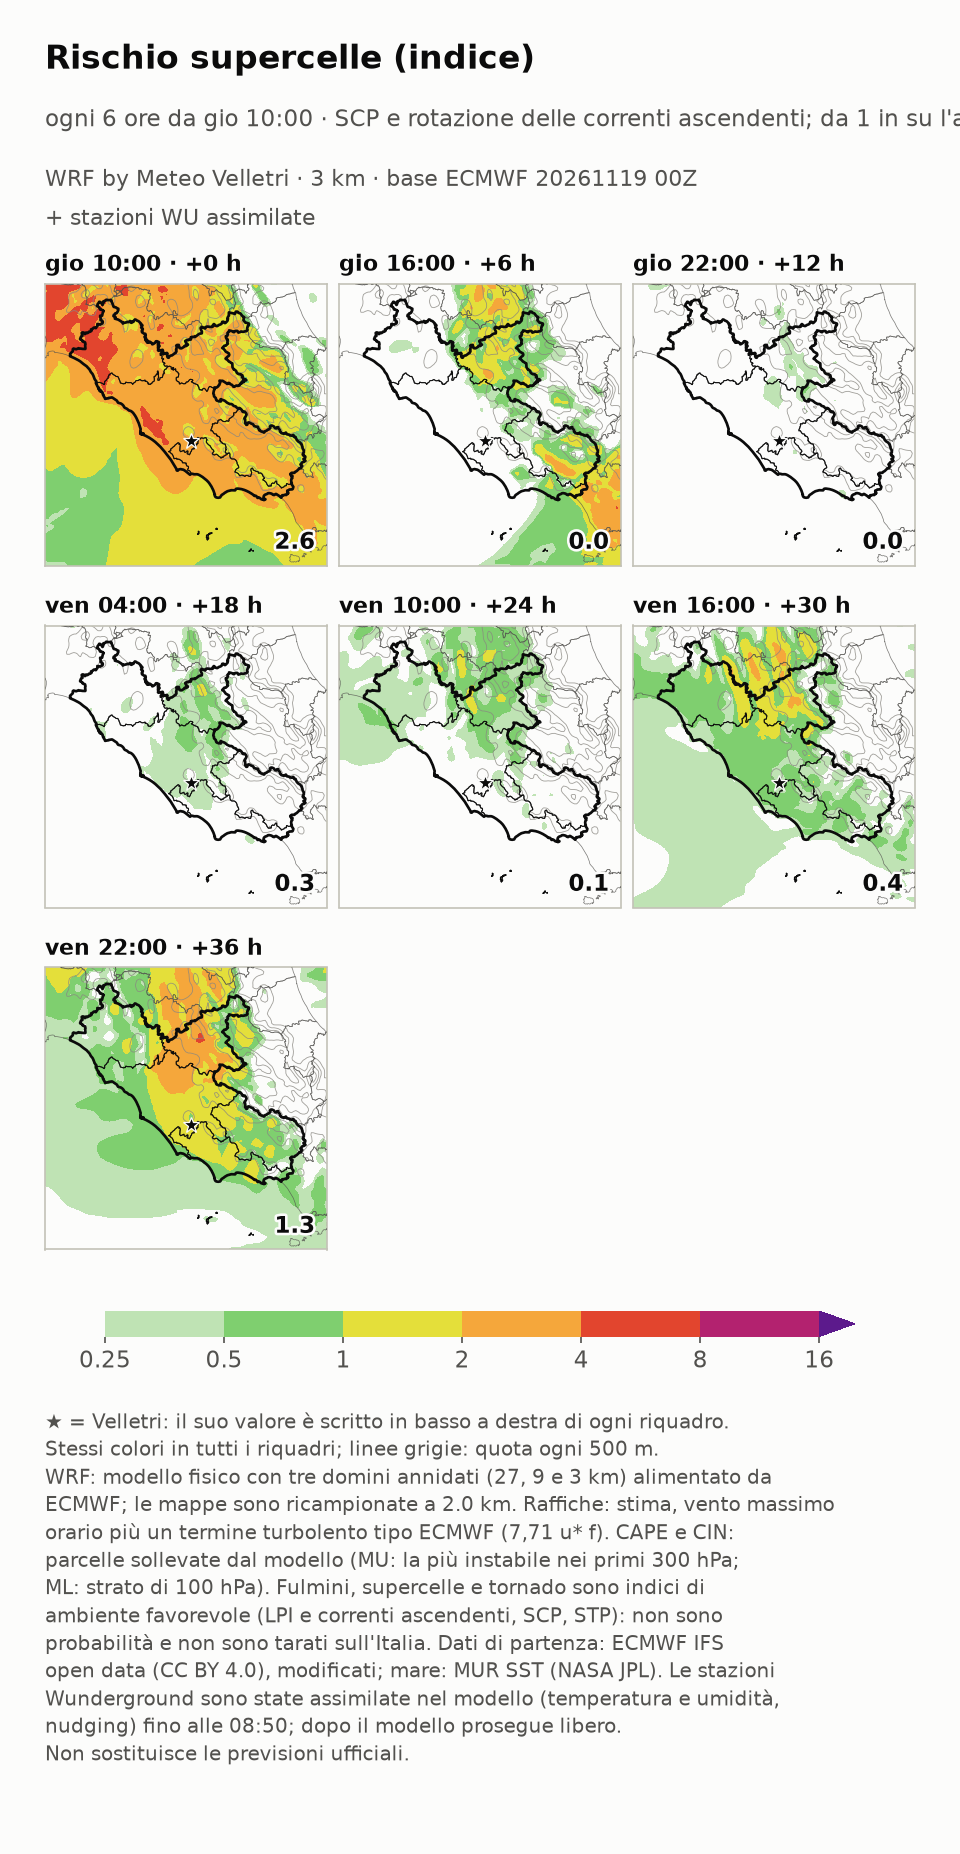 Rischio supercelle (indice)
ogni 6 ore da gio 10:00 · SCP e rotazione delle correnti ascendenti; da 1 in su l'a
WRF by Meteo Velletri · 3 km · base ECMWF 20261119 00Z
+ stazioni WU assimilate
gio 10:00 · +0 h
gio 16:00 · +6 h
gio 22:00 · +12 h
2.6
0.0
0.0
ven 04:00 · +18 h
ven 10:00 · +24 h
ven 16:00 · +30 h
0.3
0.1
0.4
ven 22:00 · +36 h
1.3
0.25 0.5 1 2 4 8 16
★ = Velletri: il suo valore è scritto in basso a destra di ogni riquadro.
Stessi colori in tutti i riquadri; linee grigie: quota ogni 500 m.
WRF: modello fisico con tre domini annidati (27, 9 e 3 km) alimentato da
ECMWF; le mappe sono ricampionate a 2.0 km. Raffiche: stima, vento massimo
orario più un termine turbolento tipo ECMWF (7,71 u* f). CAPE e CIN:
parcelle sollevate dal modello (MU: la più instabile nei primi 300 hPa;
ML: strato di 100 hPa). Fulmini, supercelle e tornado sono indici di
ambiente favorevole (LPI e correnti ascendenti, SCP, STP): non sono
probabilità e non sono tarati sull'Italia. Dati di partenza: ECMWF IFS
open data (CC BY 4.0), modificati; mare: MUR SST (NASA JPL). Le stazioni
Wunderground sono state assimilate nel modello (temperatura e umidità,
nudging) fino alle 08:50; dopo il modello prosegue libero.
Non sostituisce le previsioni ufficiali.